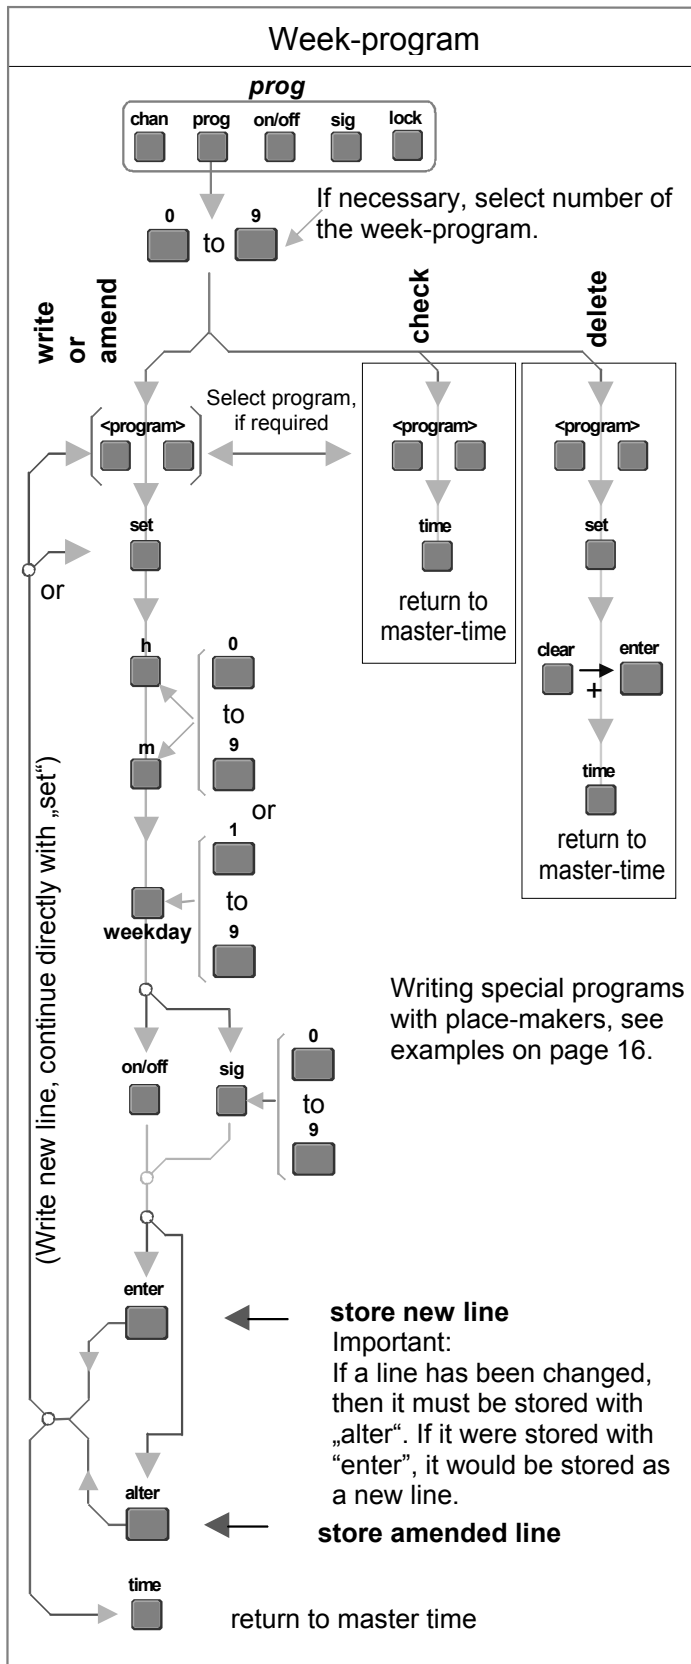 Week-program
prog
chan prog on/off sig lock
If necessary, select number of
the week-program.
0 to 9
write
or
amend
check
delete
Select program,
if required
<program>
<program>
<program>
set
time
set
or
return to
master-time
h
0
to
9
m
clear + enter
or
time
return to
master-time
1
to
9
weekday
(Write new line, continue directly with „set“)
Writing special programs
with place-makers, see
examples on page 16.
on/off sig
0
to
9
enter
store new line
Important:
If a line has been changed,
then it must be stored with
„alter“. If it were stored with
“enter”, it would be stored as
a new line.
alter
store amended line
time
return to master time